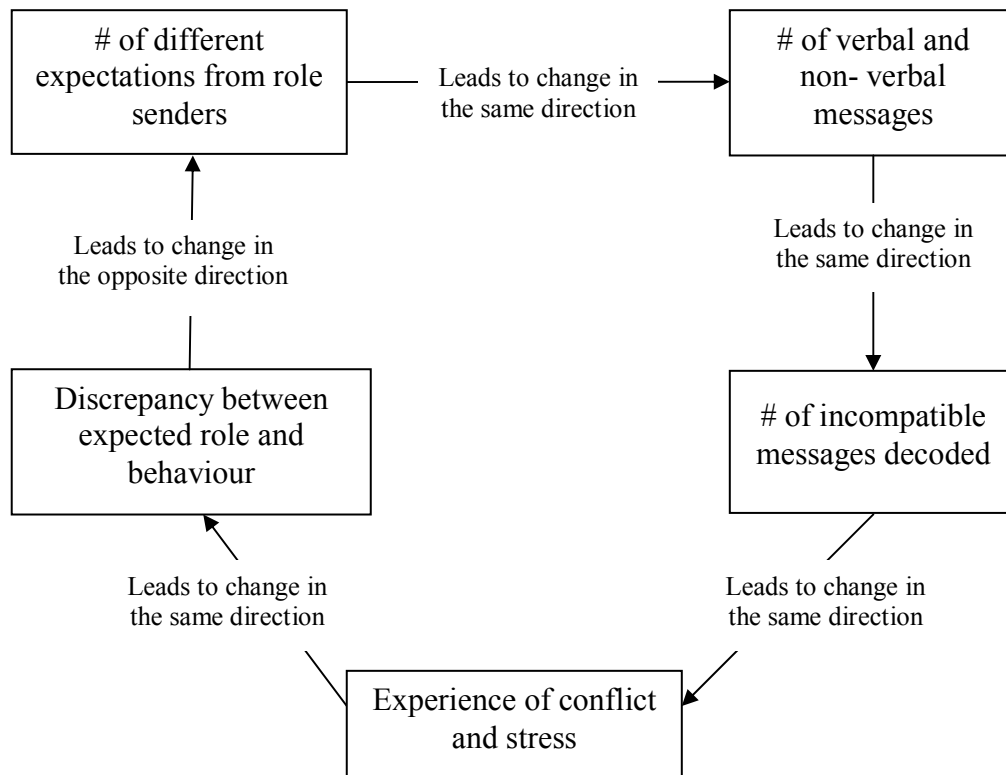 # of different
expectations from role
senders
Leads to change in
the same direction
# of verbal and
non- verbal
messages
Leads to change in
the same direction
# of incompatible
messages decoded
Leads to change in
the same direction
Experience of conflict
and stress
Leads to change in
the same direction
Discrepancy between
expected role and
behaviour
Leads to change in
the opposite direction